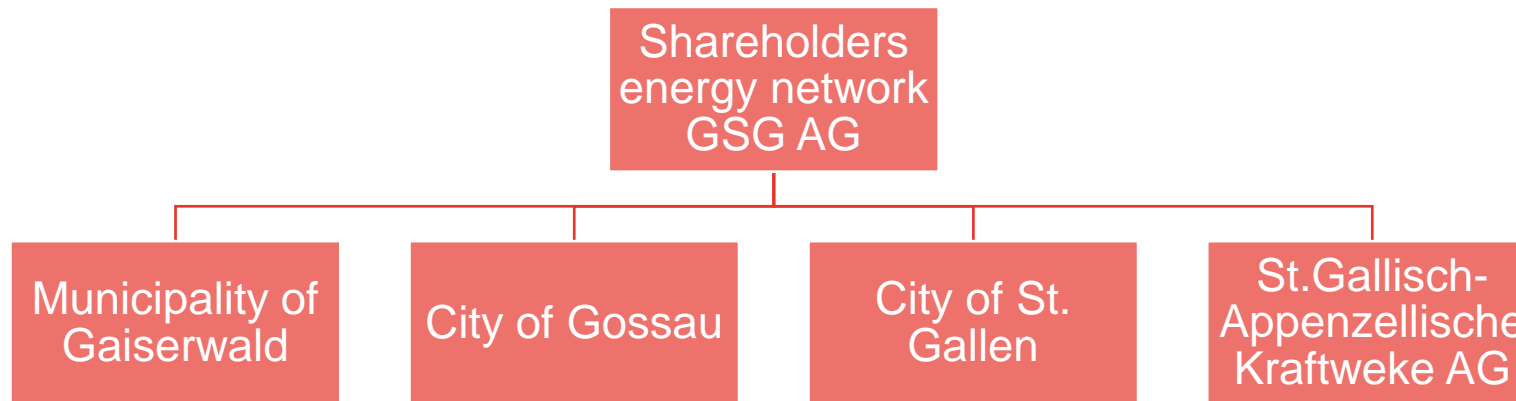 Shareholders
energy network
GSG AG
Municipality of
Gaiserwald
City of Gossau
City of St.
Gallen
St.Gallisch-
Appenzellische
Kraftweke AG